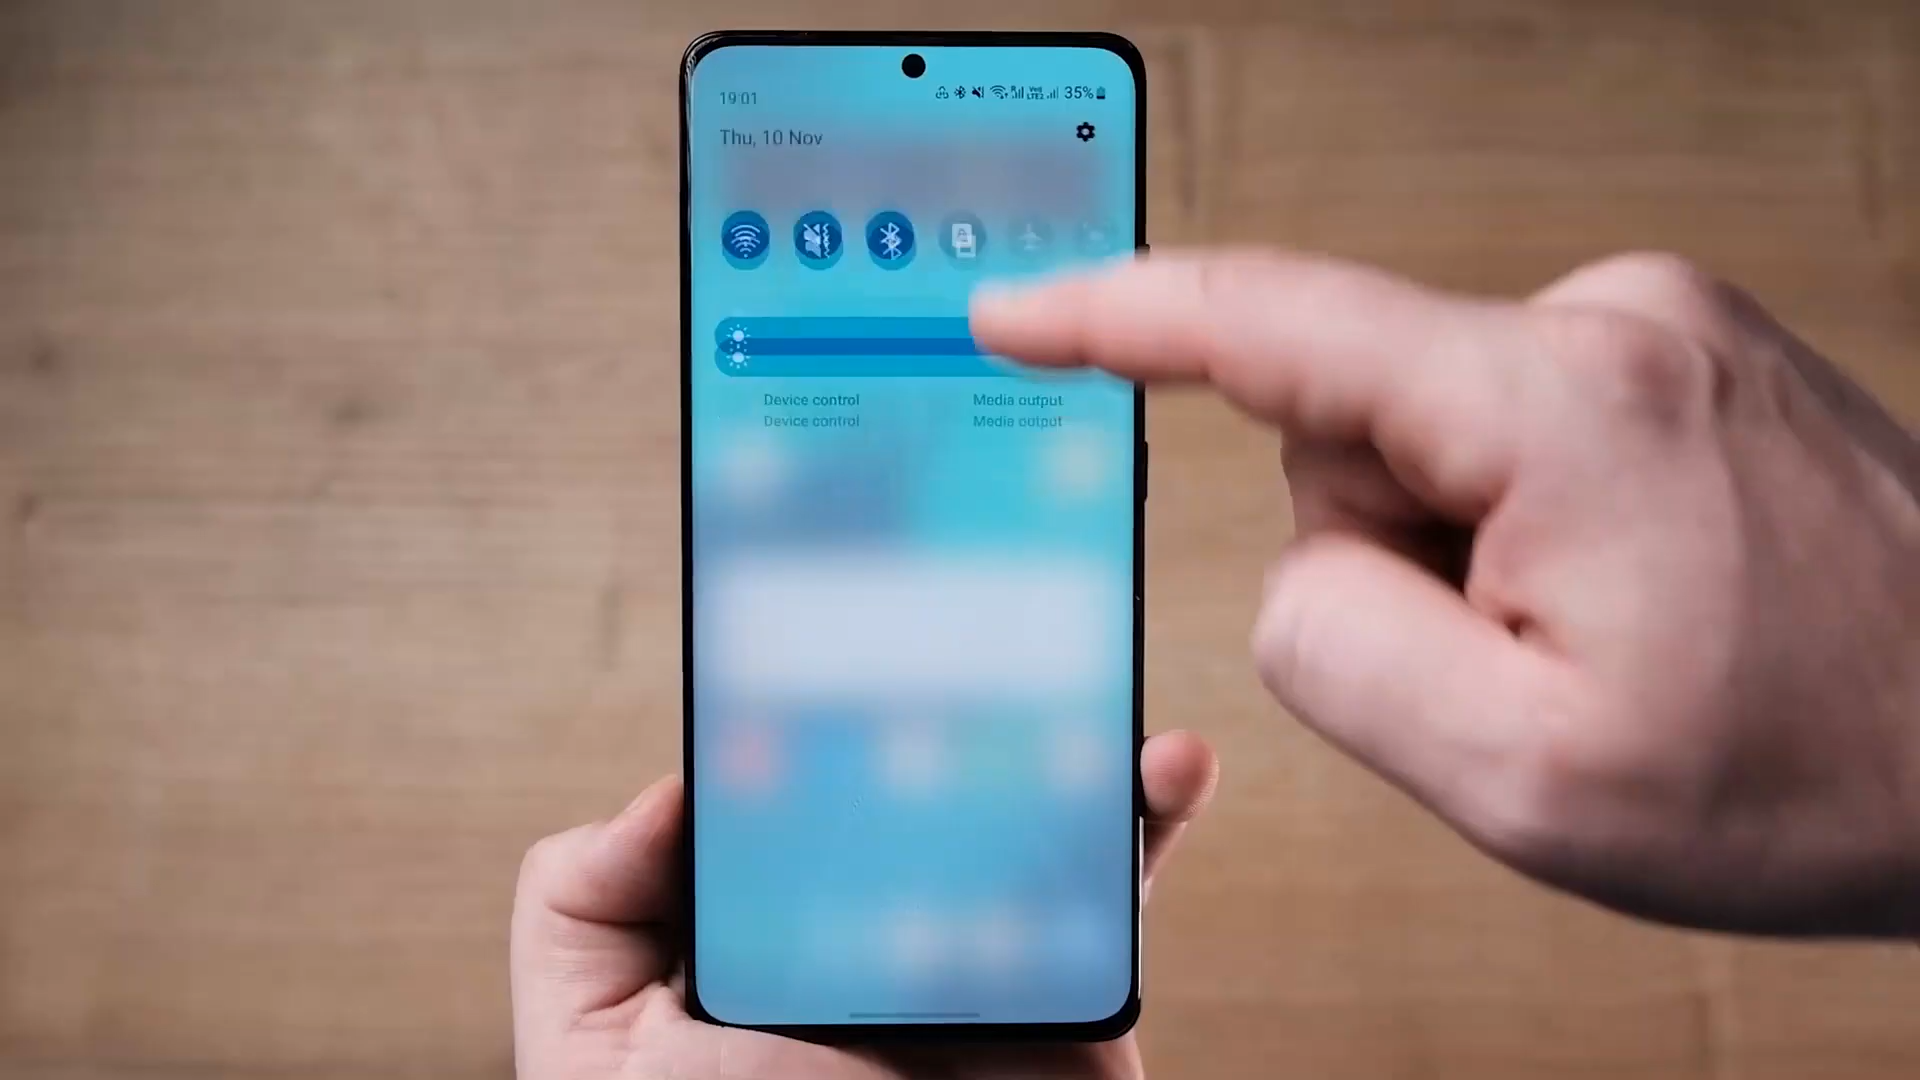 19:01
35%
Thu, 10 Nov
Device control Media output
Device control Media output